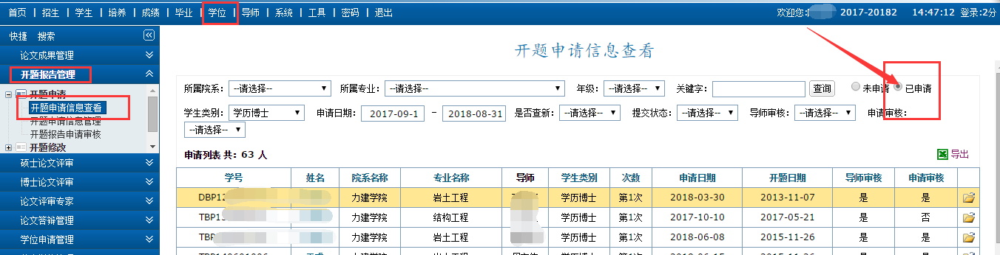 首页 招生 学生 培养 成绩 毕业 学位 导师 系统 工具 密码 退出
欢迎您: 2017-20182 14:47:12 登录:2分
快捷 搜索
论文成果管理
开题报告管理
开题申请
开题申请信息查看
开题申请信息管理
开题报告申请审核
开题修改
硕士论文评审
博士论文评审
论文评审专家
论文答辩管理
学位申请管理
开题申请信息查看
所属院系: --请选择-- 所属专业: --请选择-- 年级: --请选择-- 关键字: 查询 未申请 已申请
学生类别: 学历博士 申请日期: 2017-09-1 - 2018-08-31 是否查新: --请选择-- 提交状态: --请选择-- 导师审核: --请选择-- 申请审核:
--请选择--
申请列表 共: 63 人 导出
学号 姓名 院系名称 专业名称 导师 学生类别 次数 申请日期 开题日期 导师审核 申请审核
DBP12 力建学院 岩土工程 学历博士 第1次 2018-03-30 2013-11-07 是 是
TBP13 力建学院 结构工程 学历博士 第1次 2017-10-10 2017-05-21 是 否
TBP 力建学院 岩土工程 学历博士 第1次 2018-06-08 2015-11-26 是 是